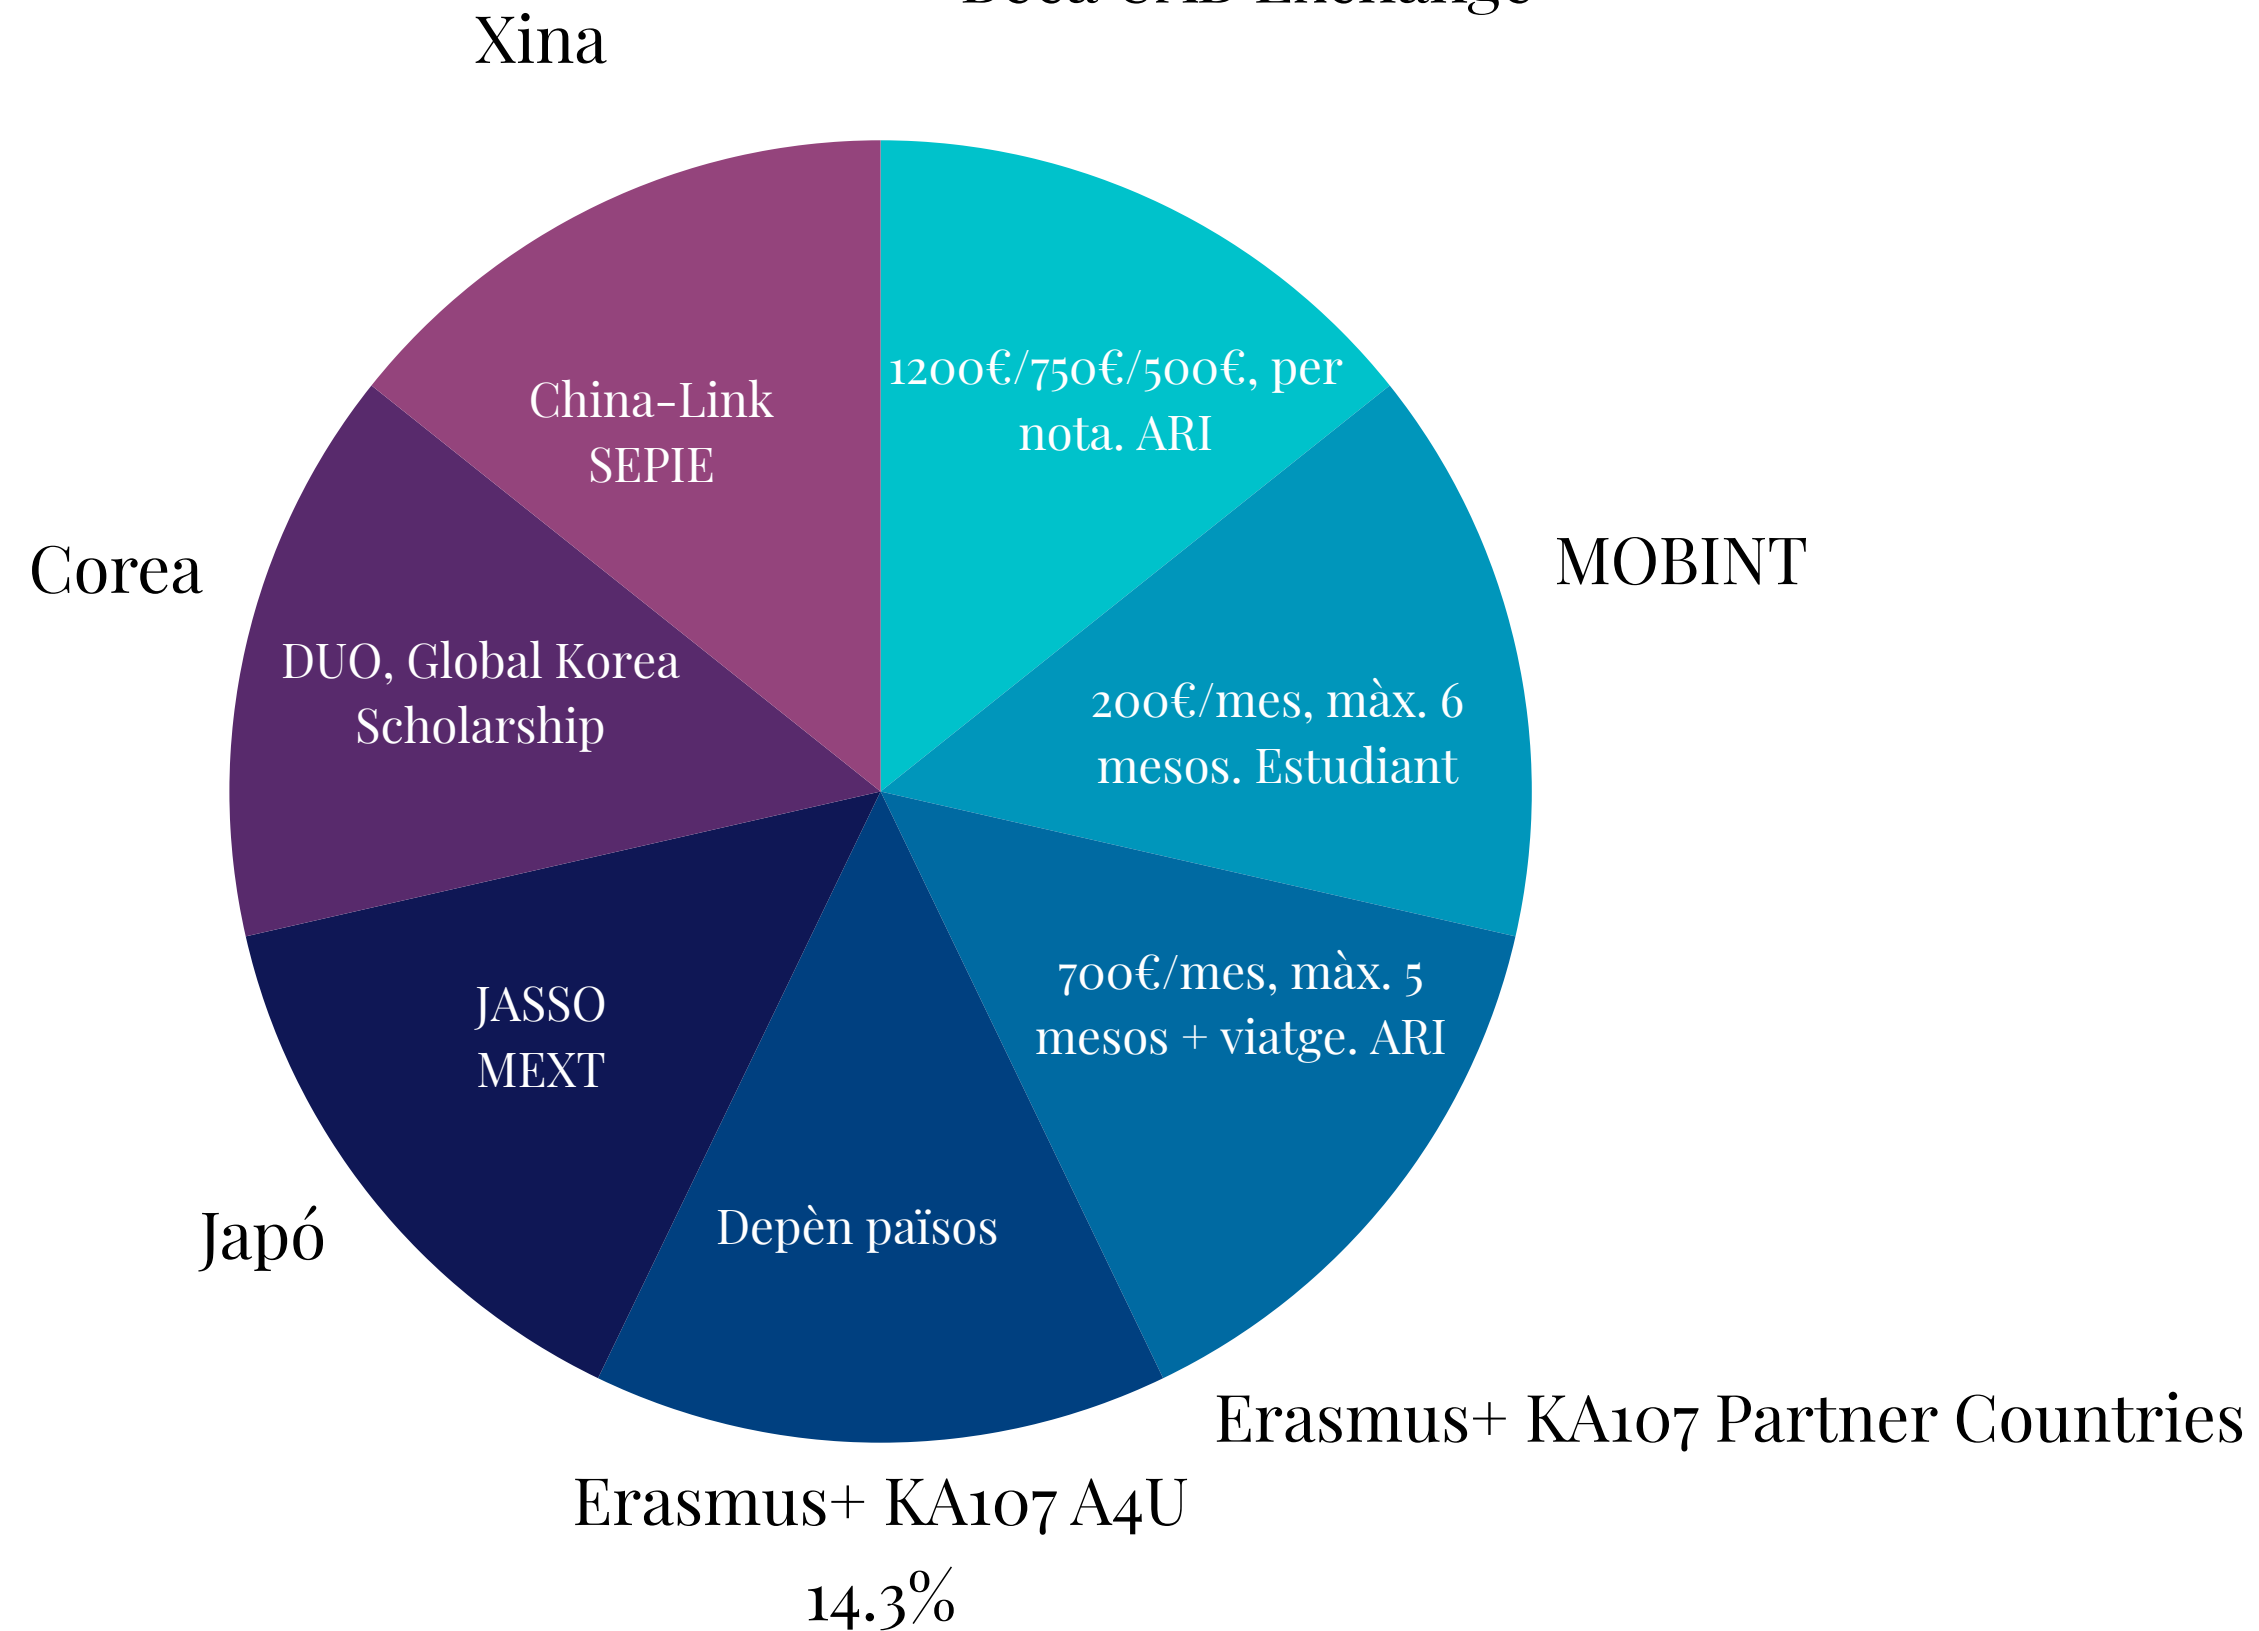 Xina
1200€/750€/500€, per
nota. ARI
China-Link
SEPIE
MOBINT
Corea
DUO, Global Korea
Scholarship
200€/mes, màx. 6
mesos. Estudiant
700€/mes, màx. 5
mesos + viatge. ARI
JASSO
MEXT
Depèn països
Japó
Erasmus+ KA107 Partner Countries
Erasmus+ KA107 A4U
14.3%